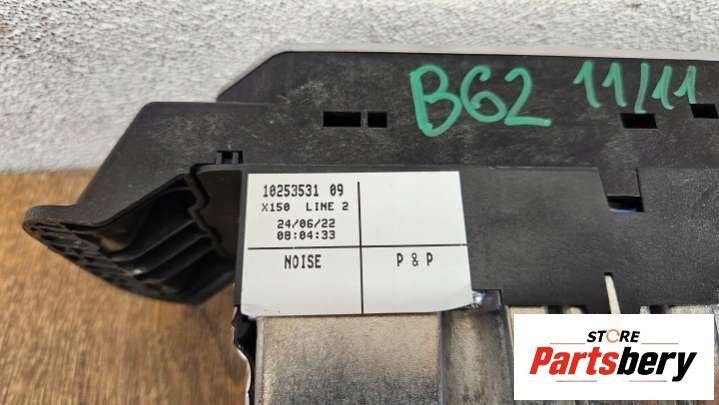 B62 11/11
10253531 09
X150 LINE 2
24/06/22
08:04:33
NOISE
P & P
STORE
Partsbery